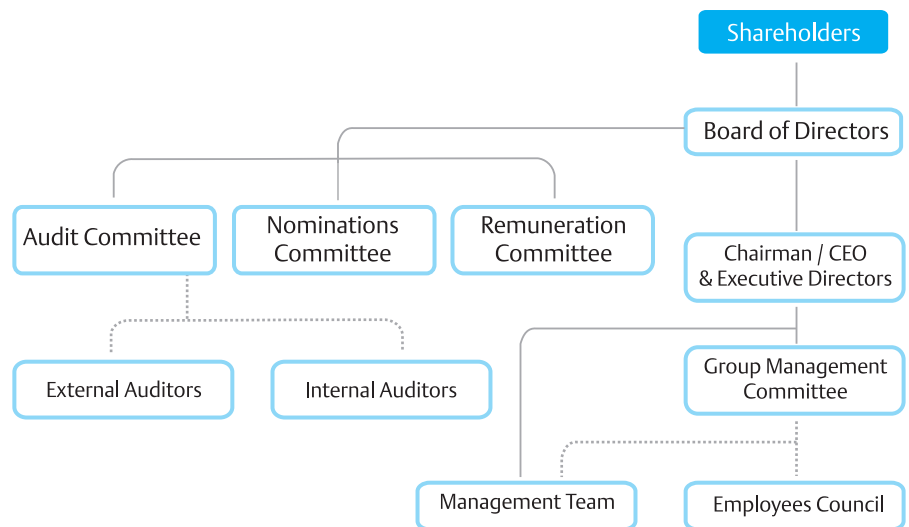 Shareholders
Board of Directors
Audit Committee
Nominations
Committee
Remuneration
Committee
Chairman / CEO
& Executive Directors
External Auditors
Internal Auditors
Group Management
Committee
Management Team
Employees Council